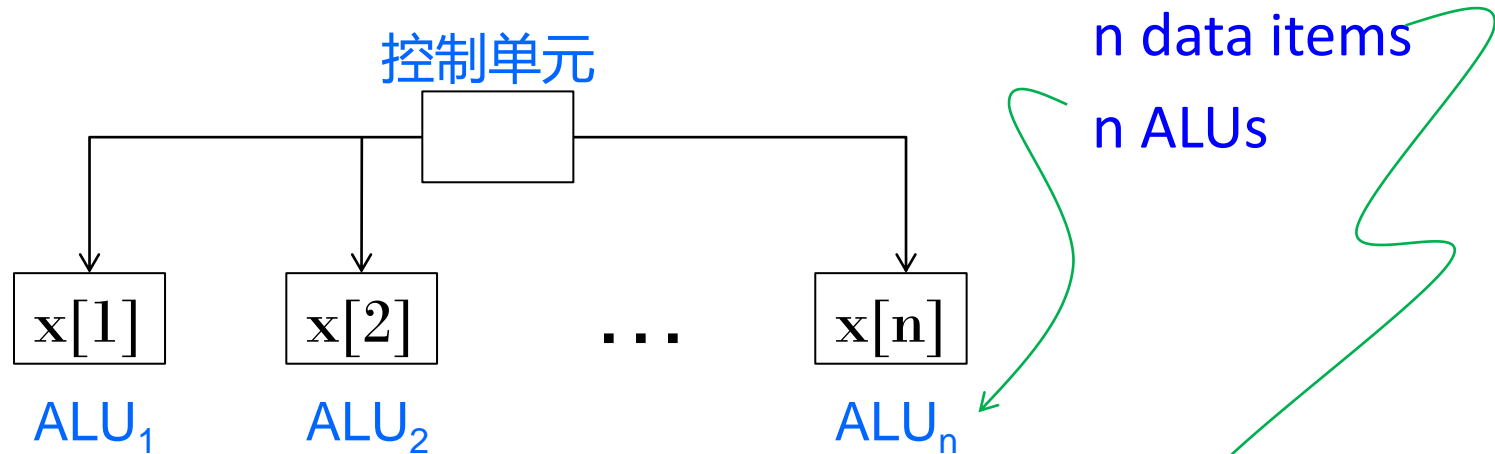 控制单元
n data items
n ALUs
x[1] x[2] ... x[n]
ALU₁ ALU₂ ALUₙ